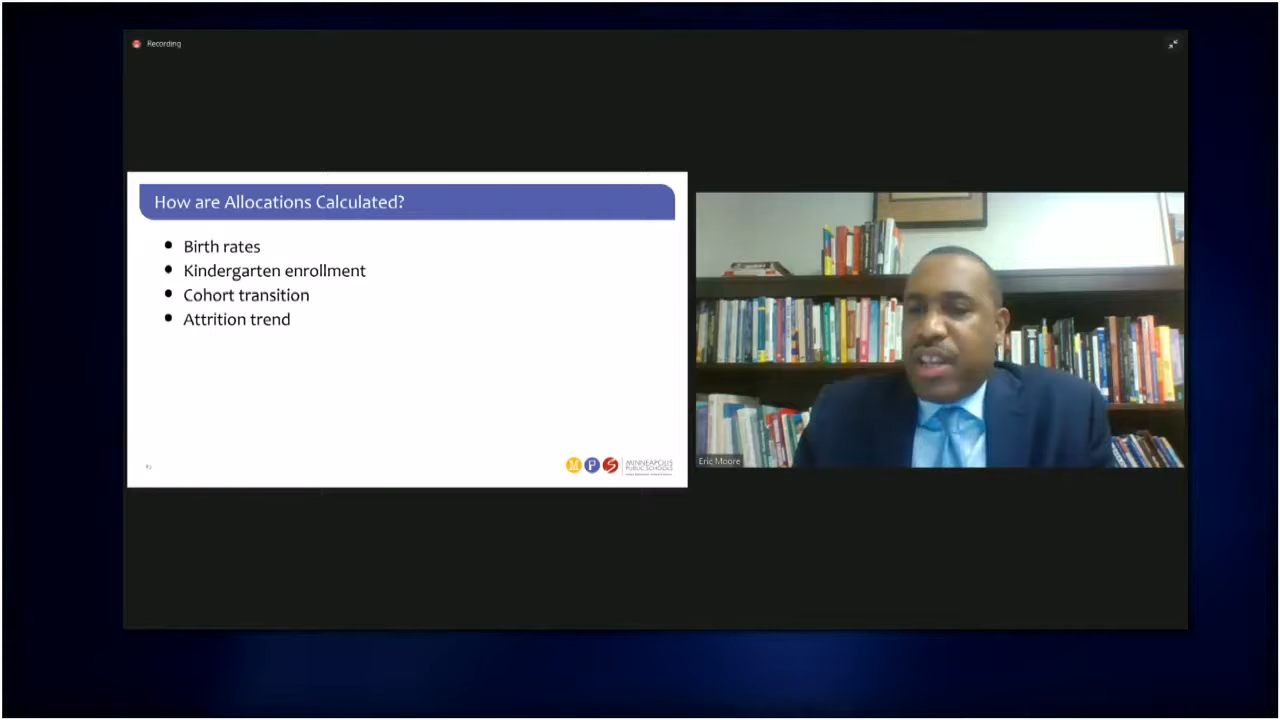 Recording
How are Allocations Calculated?
Birth rates
Kindergarten enrollment
Cohort transition
Attrition trend
M P S
MINNEAPOLIS
PUBLIC SCHOOLS
Eric Moore